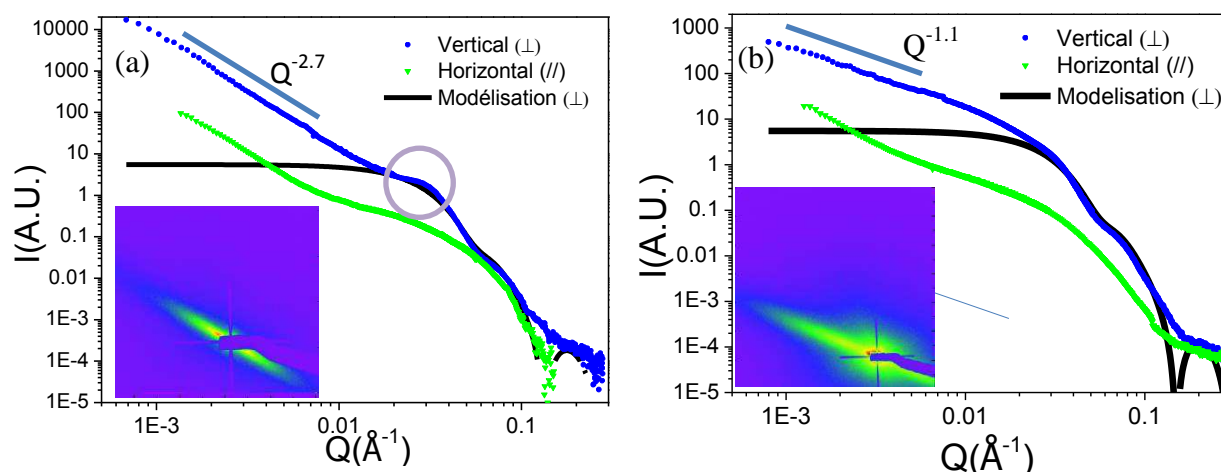 (a)
Q-2.7
Vertical (⊥)
Horizontal (//)
Modélisation (⊥)
10000
1000
100
10
1
0.1
0.01
1E-3
1E-4
1E-5
I(A.U.)
1E-3
0.01
0.1
Q(Å-1)
(b)
Q-1.1
Vertical (⊥)
Horizontal (//)
Modelisation (⊥)
1000
100
10
1
0.1
0.01
1E-3
1E-4
1E-5
I(A.U.)
1E-3
0.01
0.1
Q(Å-1)